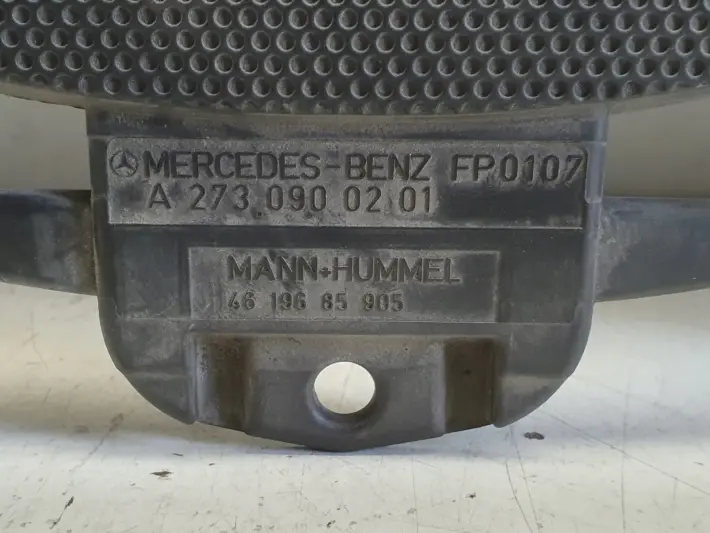 MERCEDES-BENZ FP0107
A 273 090 02 01
MANN+HUMMEL
46 196 85 905